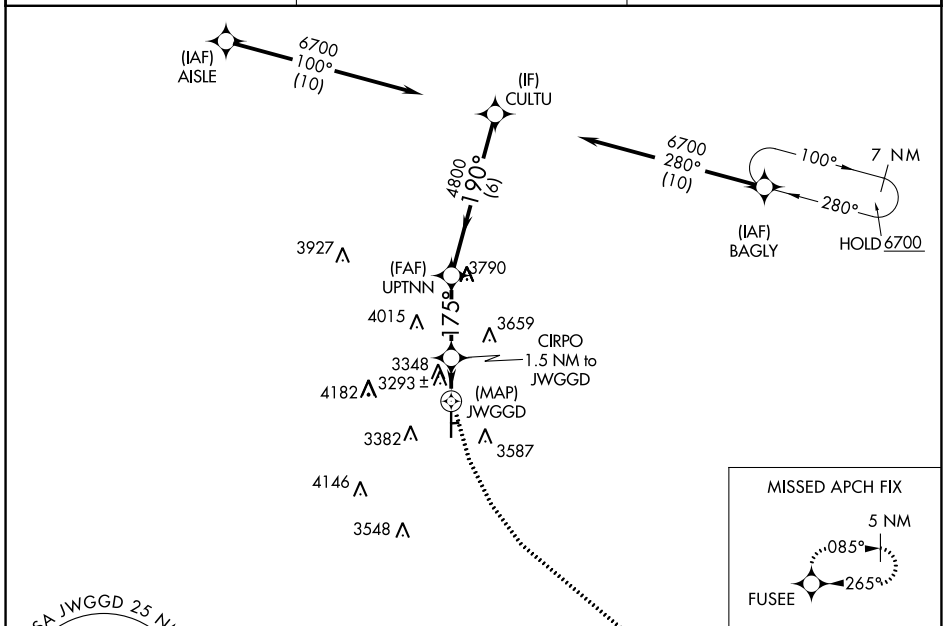 (IAF)
AISLE
6700
100°
(10)
(IF)
CULTU
4800
190°
(6)
6700
280°
(10)
100°
7 NM
280°
(IAF)
BAGLY
HOLD 6700
3927
(FAF)
UPTNN
3790
4015
175°
3659
CIRPO
1.5 NM to
JWGGD
3348
3293 ±
4182
(MAP)
JWGGD
3382
3587
4146
3548
MISSED APCH FIX
5 NM
085°
265°
FUSEE
JWGGD 25